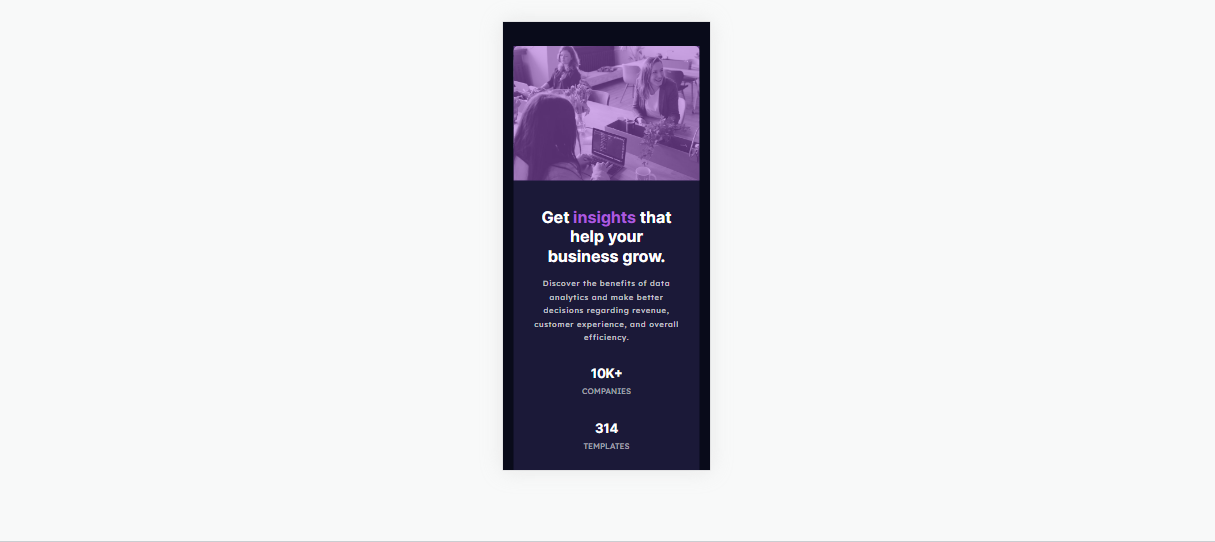 Get insights that
help your
business grow.
Discover the benefits of data
analytics and make better
decisions regarding revenue,
customer experience, and overall
efficiency.
10K+
COMPANIES
314
TEMPLATES